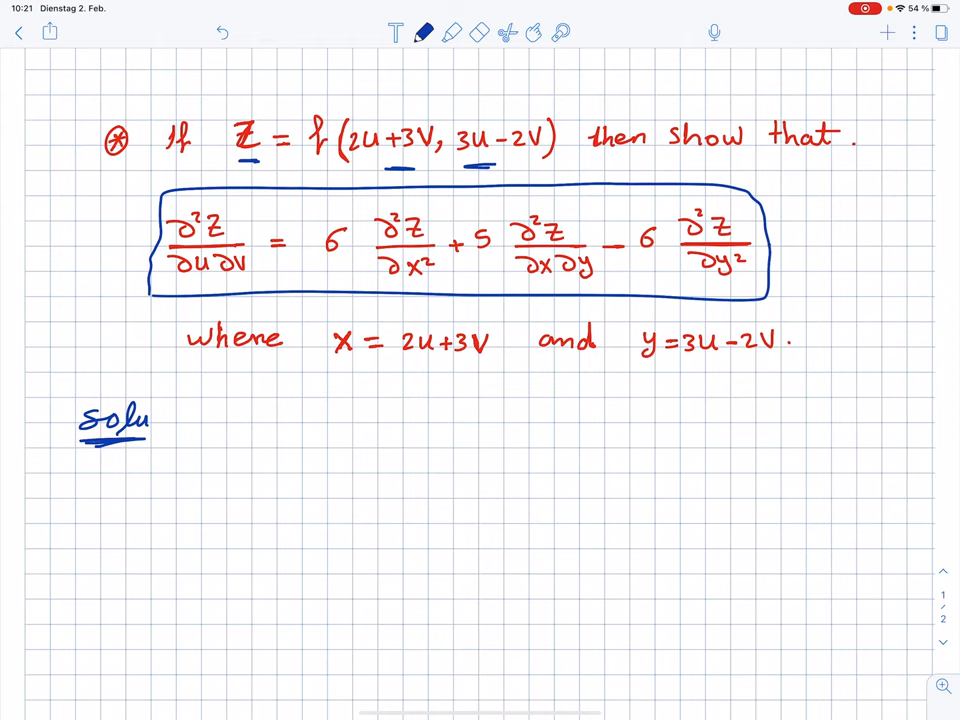 10:21 Dienstag 2. Feb.
54 %
T
⊛ If Z = f(2u+3v, 3u-2v) then show that .
∂²Z/∂u∂v = 6 ∂²Z/∂x² + 5 ∂²Z/∂x∂y - 6 ∂²Z/∂y²
where x = 2u+3v and y=3u-2v.
Solu
1
/
2